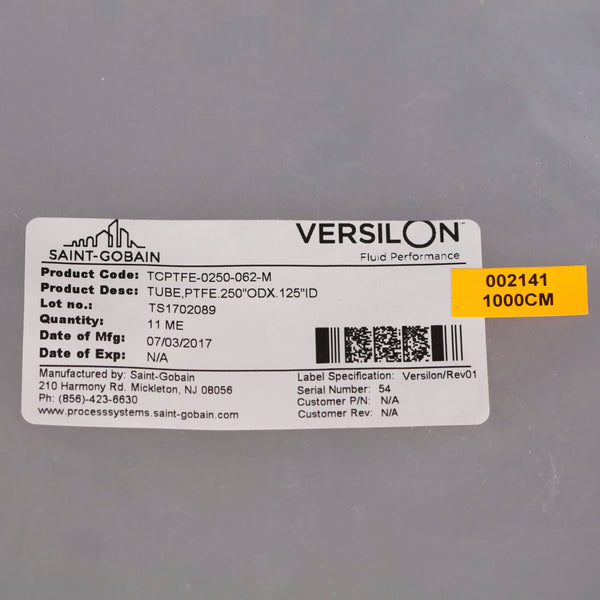 SAINT-GOBAIN
VERSILON™
Fluid Performance
Product Code: TCPTFE-0250-062-M
Product Desc: TUBE,PTFE.250"ODX.125"ID
Lot no.: TS1702089
Quantity: 11 ME
Date of Mfg: 07/03/2017
Date of Exp: N/A
002141
1000CM
Manufactured by: Saint-Gobain
210 Harmony Rd. Mickleton, NJ 08056
Ph: (856)-423-6630
www.processsystems.saint-gobain.com
Label Specification: Versilon/Rev01
Serial Number: 54
Customer P/N: N/A
Customer Rev: N/A